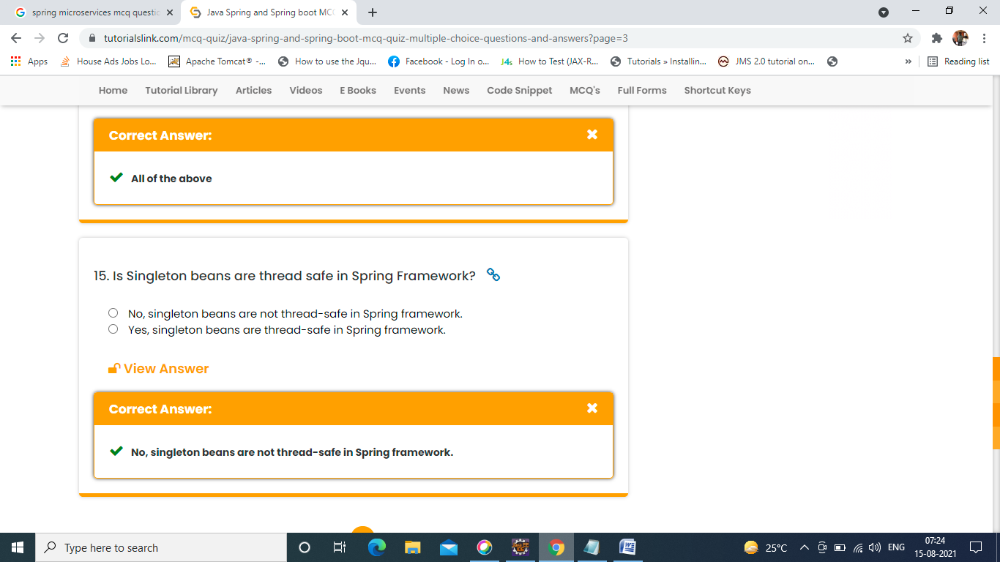 spring microservices mcq questic
Java Spring and Spring boot MC
tutorialslink.com/mcq-quiz/java-spring-and-spring-boot-mcq-quiz-multiple-choice-questions-and-answers?page=3
Apps House Ads Jobs Lo... Apache Tomcat® -... How to use the Jqu... Facebook - Log In o... J4s How to Test (JAX-R... Tutorials » Installin... JMS 2.0 tutorial on... » Reading list
Home Tutorial Library Articles Videos E Books Events News Code Snippet MCQ's Full Forms Shortcut Keys
Correct Answer:
All of the above
15. Is Singleton beans are thread safe in Spring Framework?
No, singleton beans are not thread-safe in Spring framework.
Yes, singleton beans are thread-safe in Spring framework.
View Answer
Correct Answer:
No, singleton beans are not thread-safe in Spring framework.
Type here to search
25°C
ENG
07:24
15-08-2021